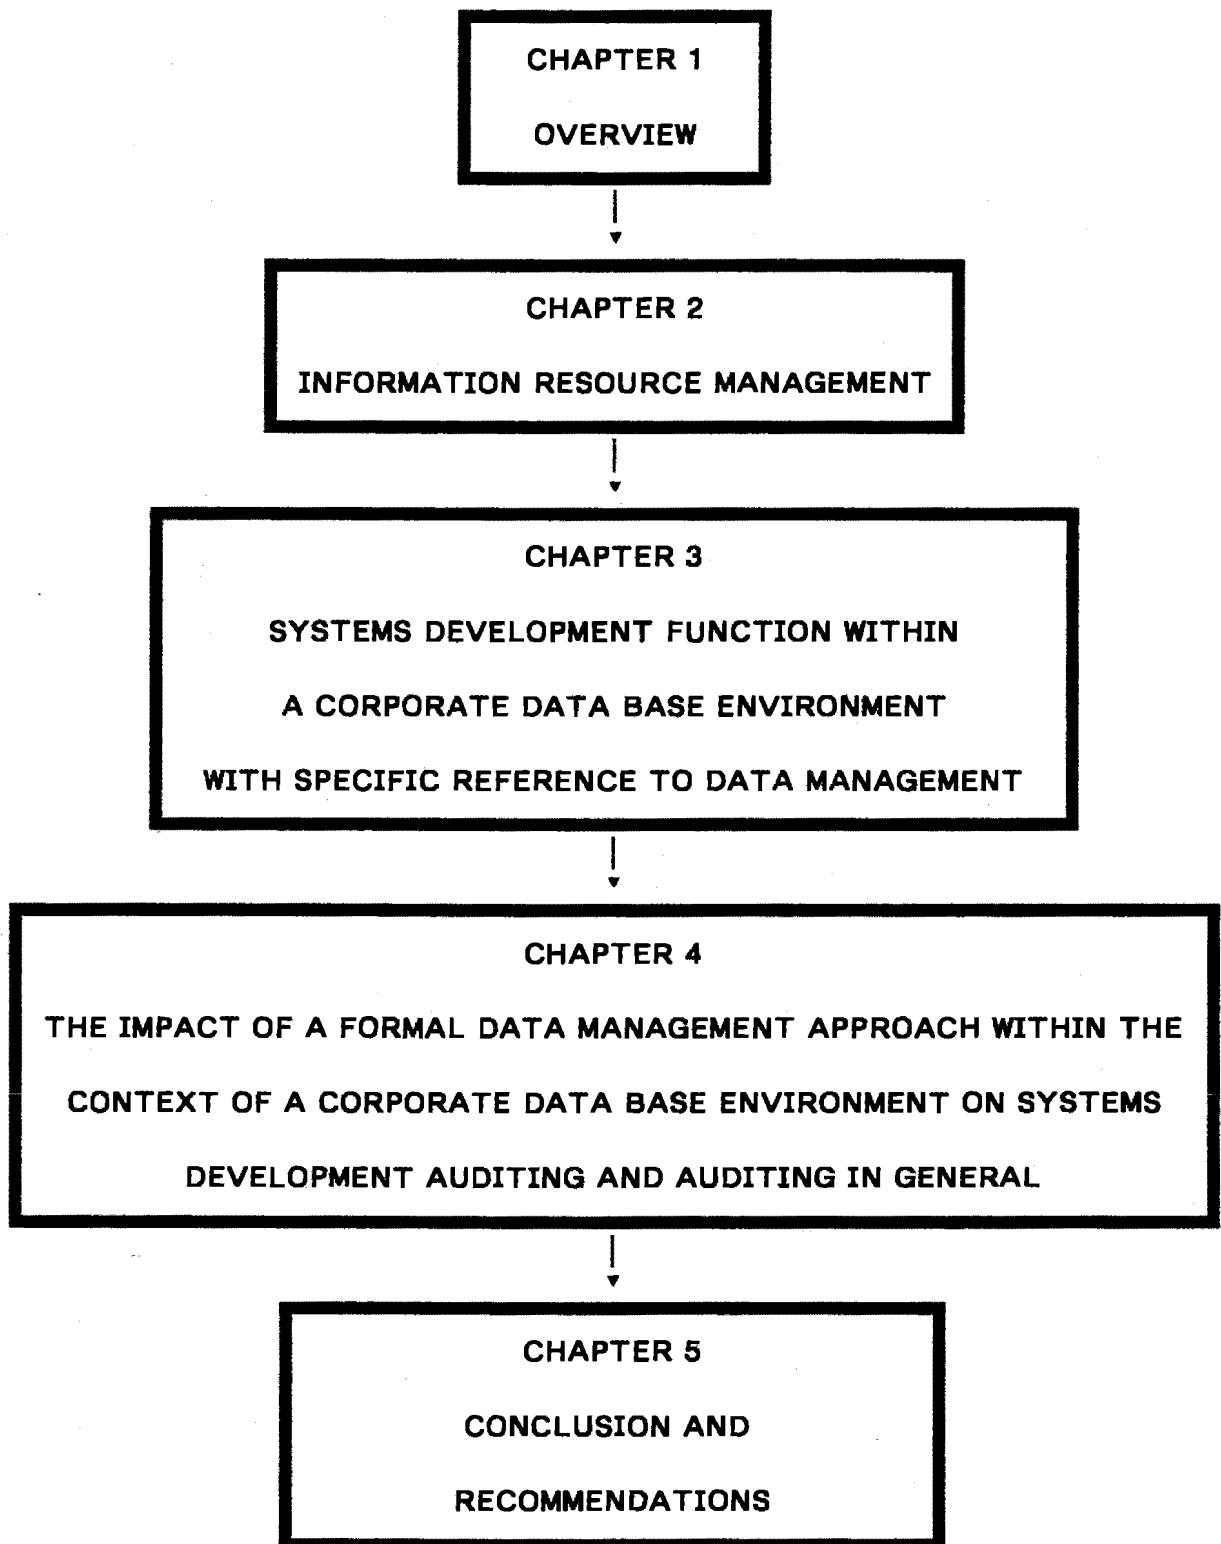 CHAPTER 1
OVERVIEW
CHAPTER 2
INFORMATION RESOURCE MANAGEMENT
CHAPTER 3
SYSTEMS DEVELOPMENT FUNCTION WITHIN
A CORPORATE DATA BASE ENVIRONMENT
WITH SPECIFIC REFERENCE TO DATA MANAGEMENT
CHAPTER 4
THE IMPACT OF A FORMAL DATA MANAGEMENT APPROACH WITHIN THE
CONTEXT OF A CORPORATE DATA BASE ENVIRONMENT ON SYSTEMS
DEVELOPMENT AUDITING AND AUDITING IN GENERAL
CHAPTER 5
CONCLUSION AND
RECOMMENDATIONS